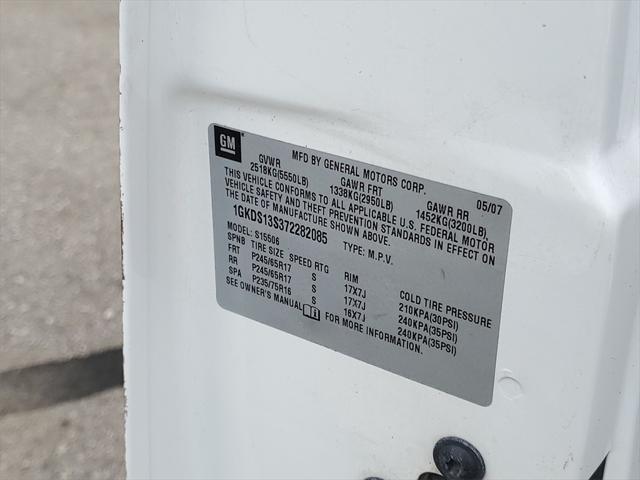 GM
MFD BY GENERAL MOTORS CORP. 05/07
GVWR GAWR FRT GAWR RR
2518KG(5550LB) 1338KG(2950LB) 1452KG(3200LB)
THIS VEHICLE CONFORMS TO ALL APPLICABLE U.S. FEDERAL MOTOR
VEHICLE SAFETY AND THEFT PREVENTION STANDARDS IN EFFECT ON
THE DATE OF MANUFACTURE SHOWN ABOVE.
1GKDS13S372282085 TYPE: M.P.V.
MODEL: S15506
SPNB TIRE SIZE SPEED RTG RIM COLD TIRE PRESSURE
FRT P245/65R17 S 17X7J 210KPA(30PSI)
RR P245/65R17 S 17X7J 240KPA(35PSI)
SPA P235/75R16 S 16X7J 240KPA(35PSI)
SEE OWNER'S MANUAL FOR MORE INFORMATION.